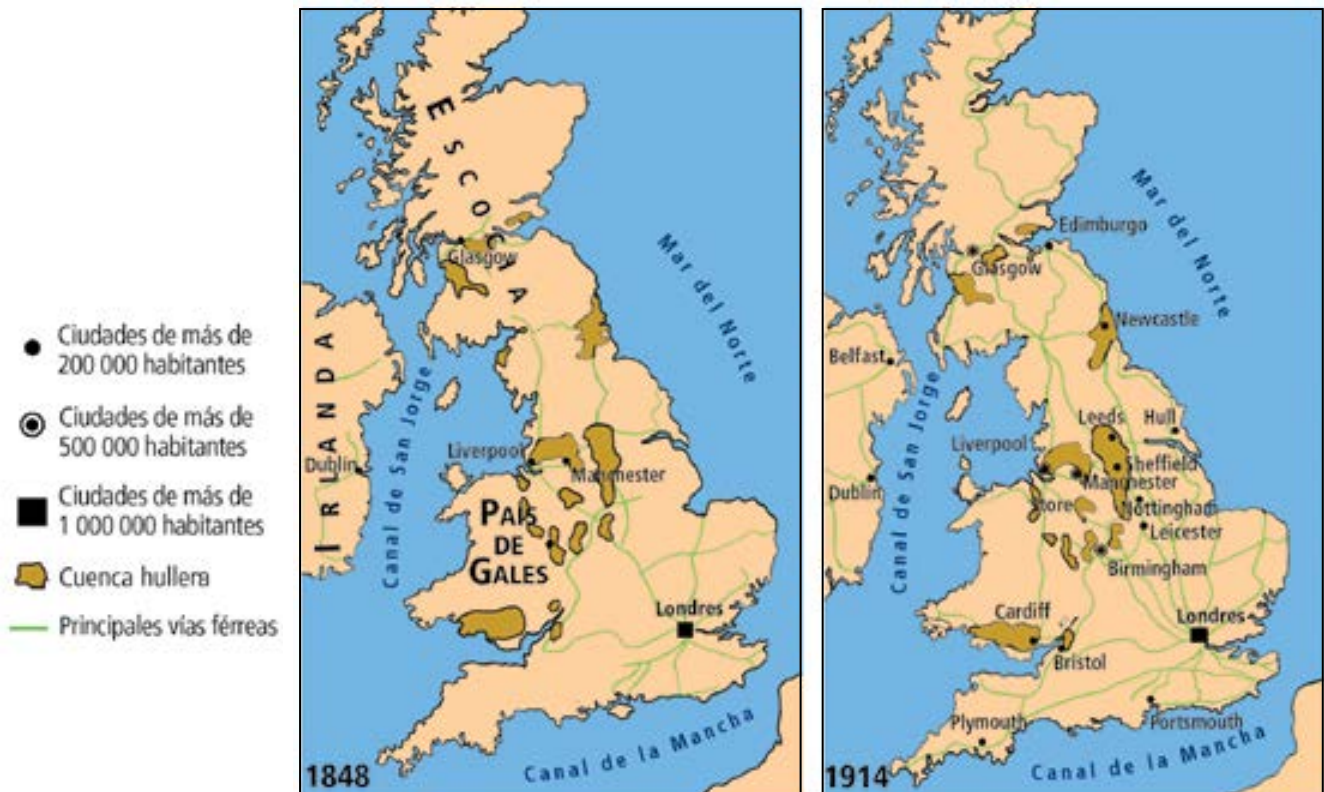 Ciudades de más de
200 000 habitantes
Ciudades de más de
500 000 habitantes
Ciudades de más de
1 000 000 habitantes
Cuenca hullera
Principales vías férreas
ESCOCIA
Glasgow
Mar del Norte
IRLANDA
Dublin
Canal de San Jorge
Liverpool
Manchester
PAÍS
DE
GALES
Londres
Canal de la Mancha
1848
Edimburgo
Glasgow
Mar del Norte
Newcastle
Belfast
Canal de San Jorge
Leeds
Hull
Liverpool
Sheffield
Manchester
Dublin
Store
Nottingham
Leicester
Birmingham
Cardiff
Londres
Bristol
Plymouth
Portsmouth
Canal de la Mancha
1914